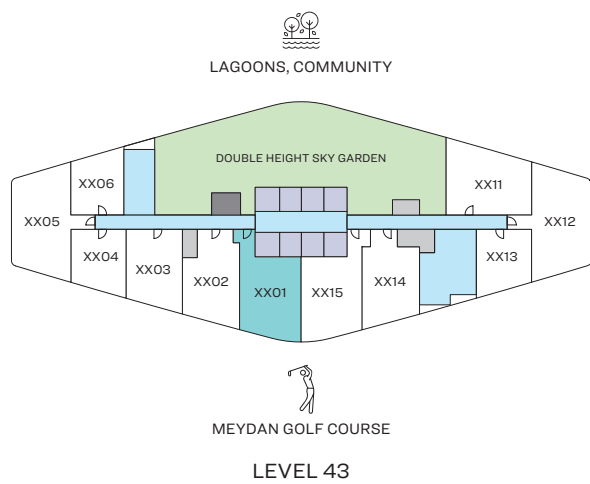 LAGOONS, COMMUNITY
DOUBLE HEIGHT SKY GARDEN
XX06
XX11
XX05
XX12
XX04
XX03
XX02
XX01
XX15
XX14
XX13
MEYDAN GOLF COURSE
LEVEL 43